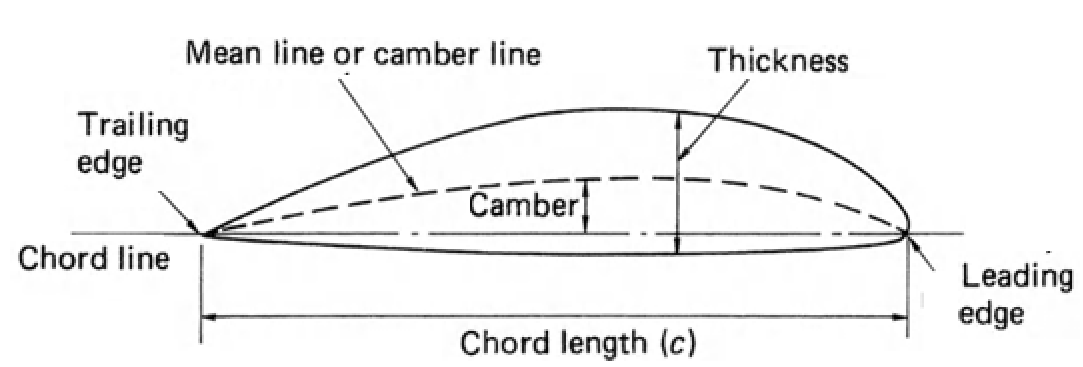 Mean line or camber line
Thickness
Trailing
edge
Camber
Chord line
Leading
edge
Chord length (c)